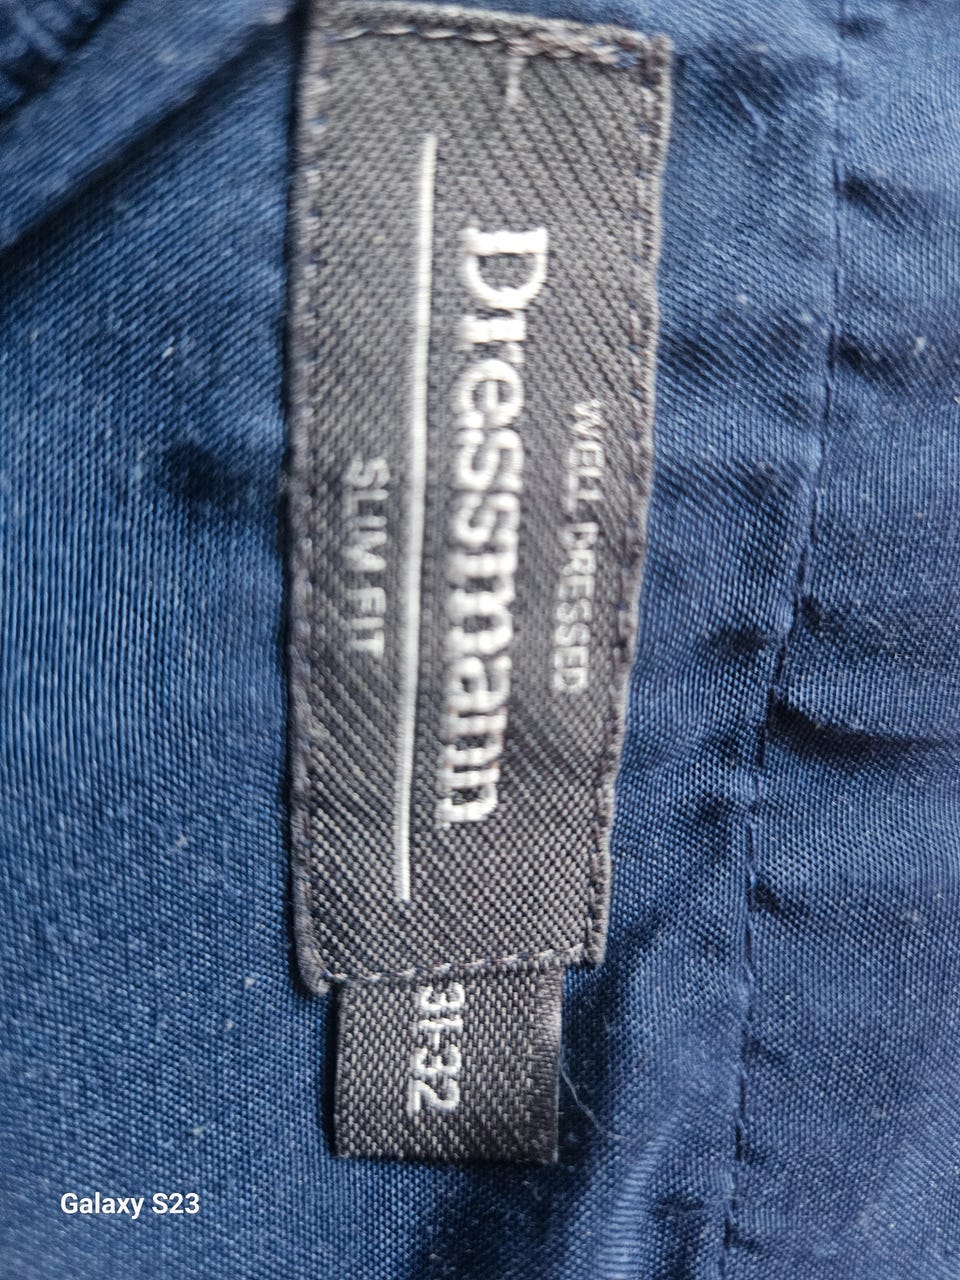 WELL DRESSED
Dressmann
SLIM FIT
31-32
Galaxy S23